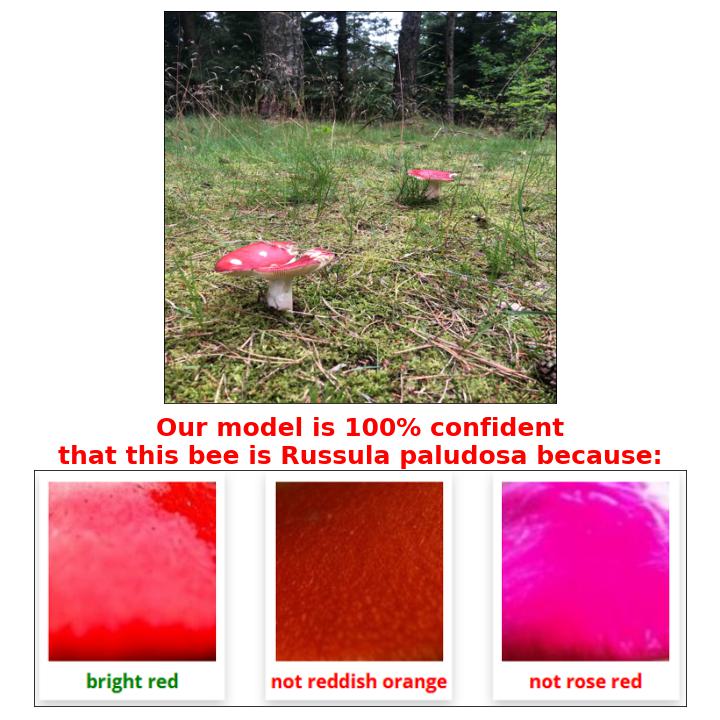 Our model is 100% confident
that this bee is Russula paludosa because:
bright red
not reddish orange
not rose red